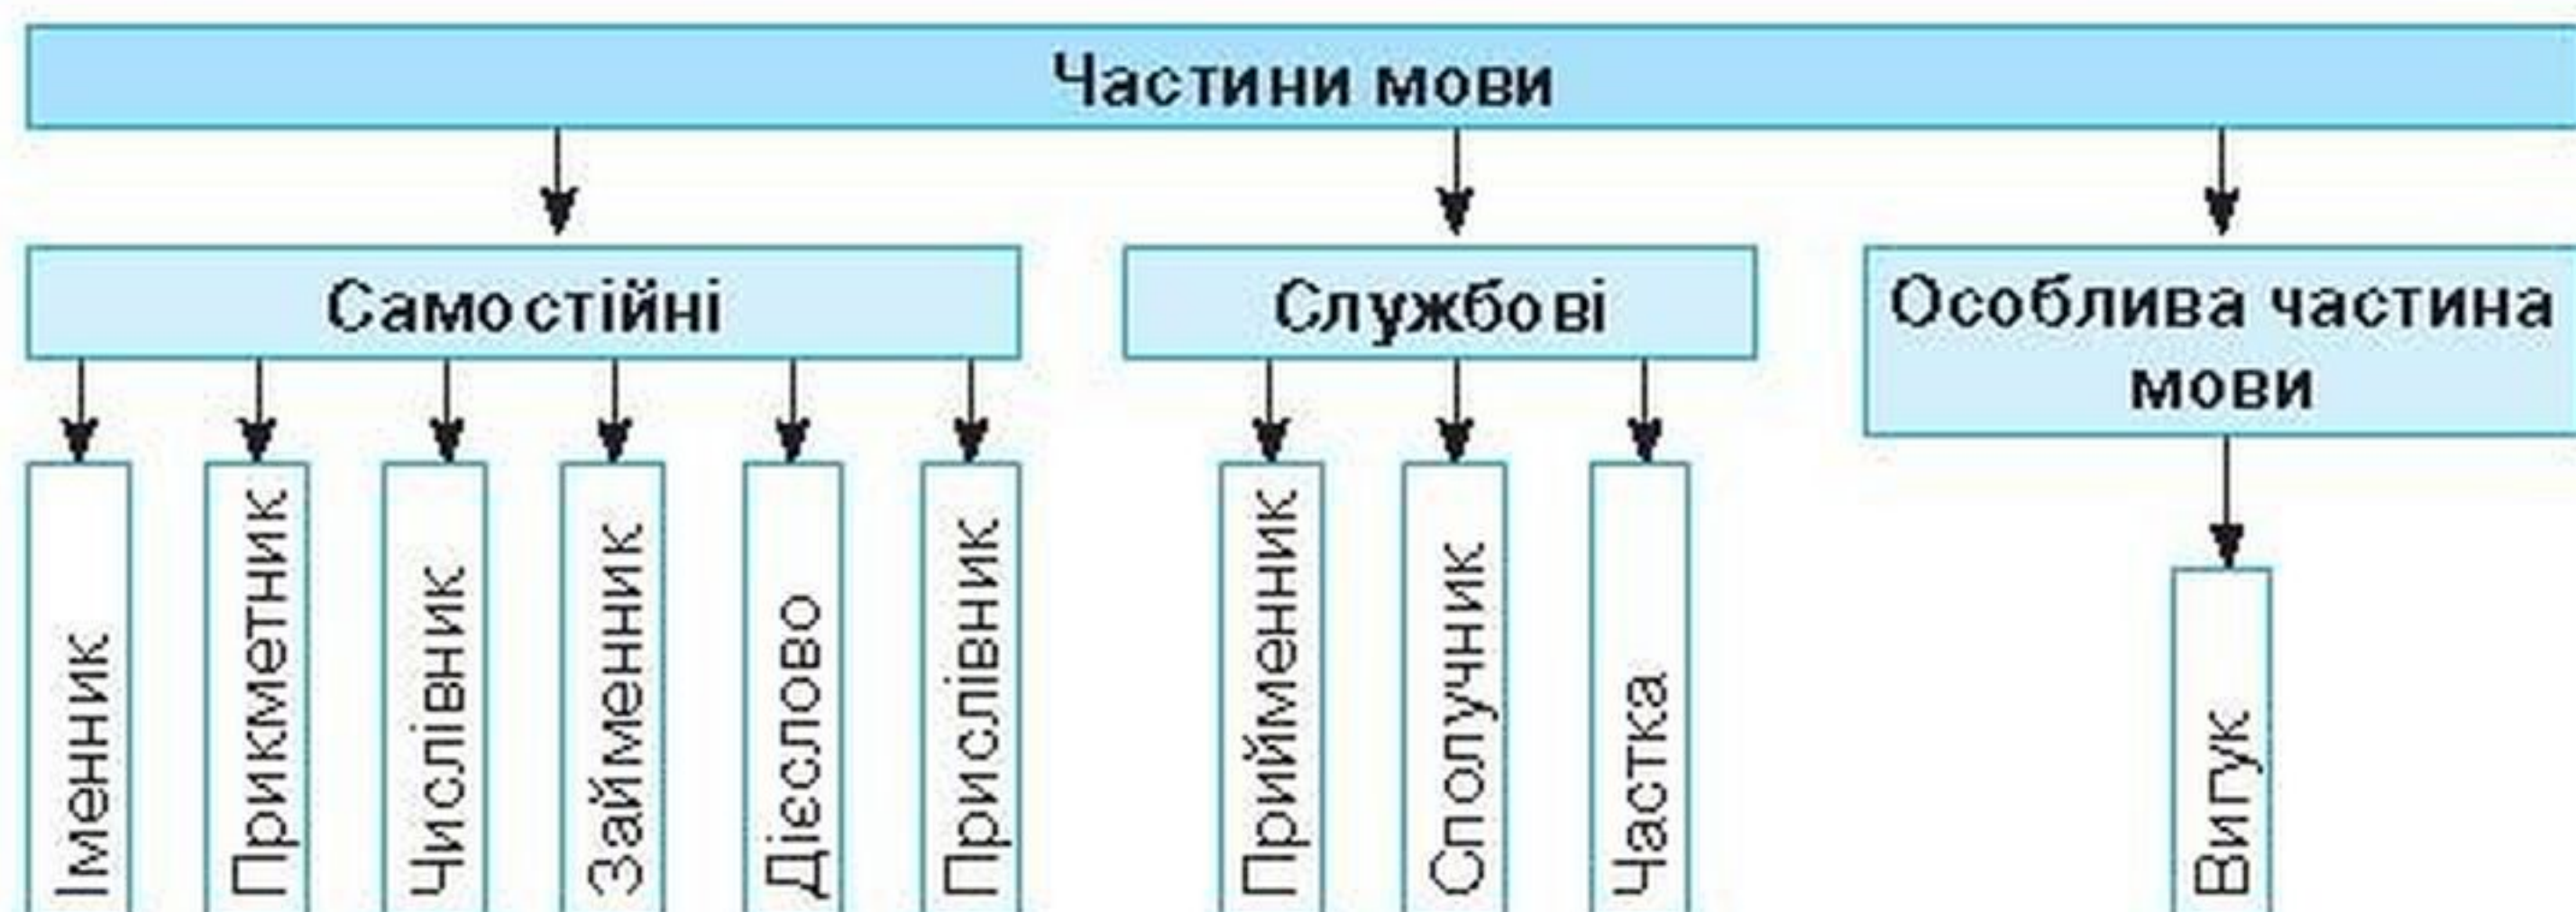 Частини мови
Самостійні
Службові
Особлива частина
мови
Іменник
Прикметник
Числівник
Займенник
Дієслово
Прислівник
Прийменник
Сполучник
Частка
Вигук